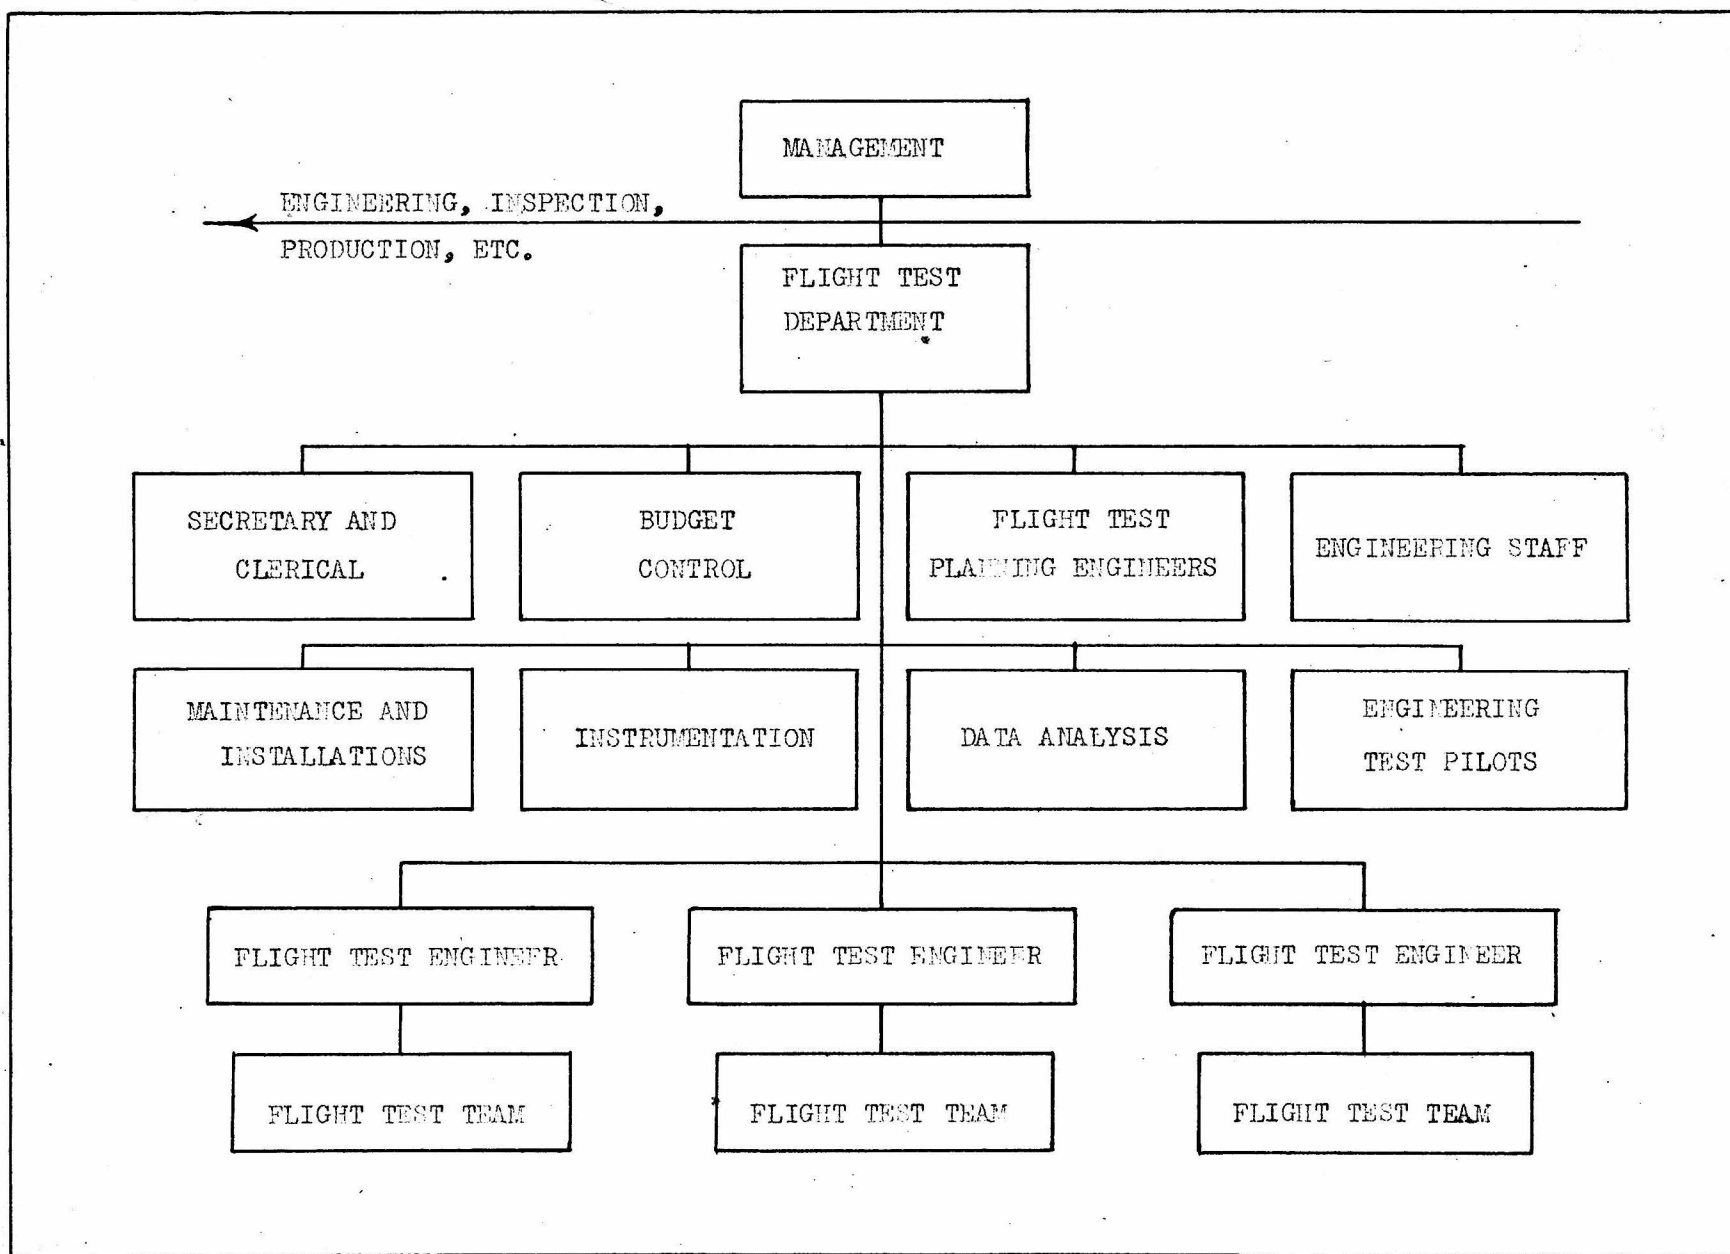 MANAGEMENT
ENGINEERING, INSPECTION,
PRODUCTION, ETC.
FLIGHT TEST
DEPARTMENT
SECRETARY AND
CLERICAL
BUDGET
CONTROL
FLIGHT TEST
PLANNING ENGINEERS
ENGINEERING STAFF
MAINTENANCE AND
INSTALLATIONS
INSTRUMENTATION
DATA ANALYSIS
ENGINEERING
TEST PILOTS
FLIGHT TEST ENGINEER
FLIGHT TEST ENGINEER
FLIGHT TEST ENGINEER
FLIGHT TEST TEAM
FLIGHT TEST TEAM
FLIGHT TEST TEAM